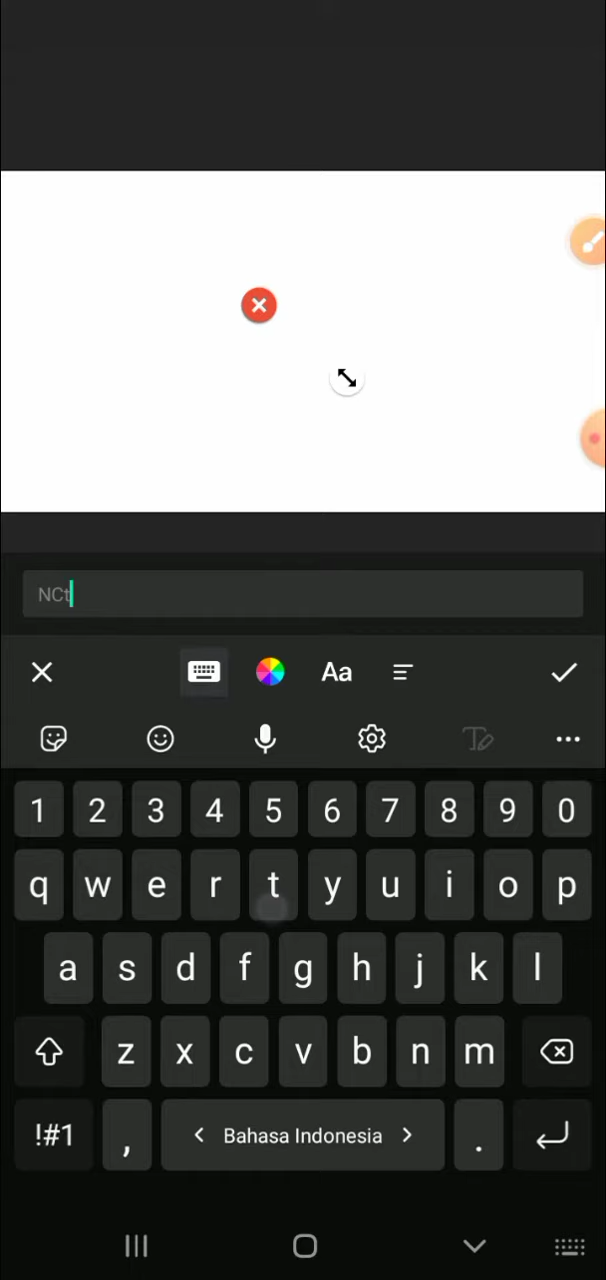 NCt
Aa
1 2 3 4 5 6 7 8 9 0
q w e r t y u i o p
a s d f g h j k l
z x c v b n m
!#1 , < Bahasa Indonesia > .